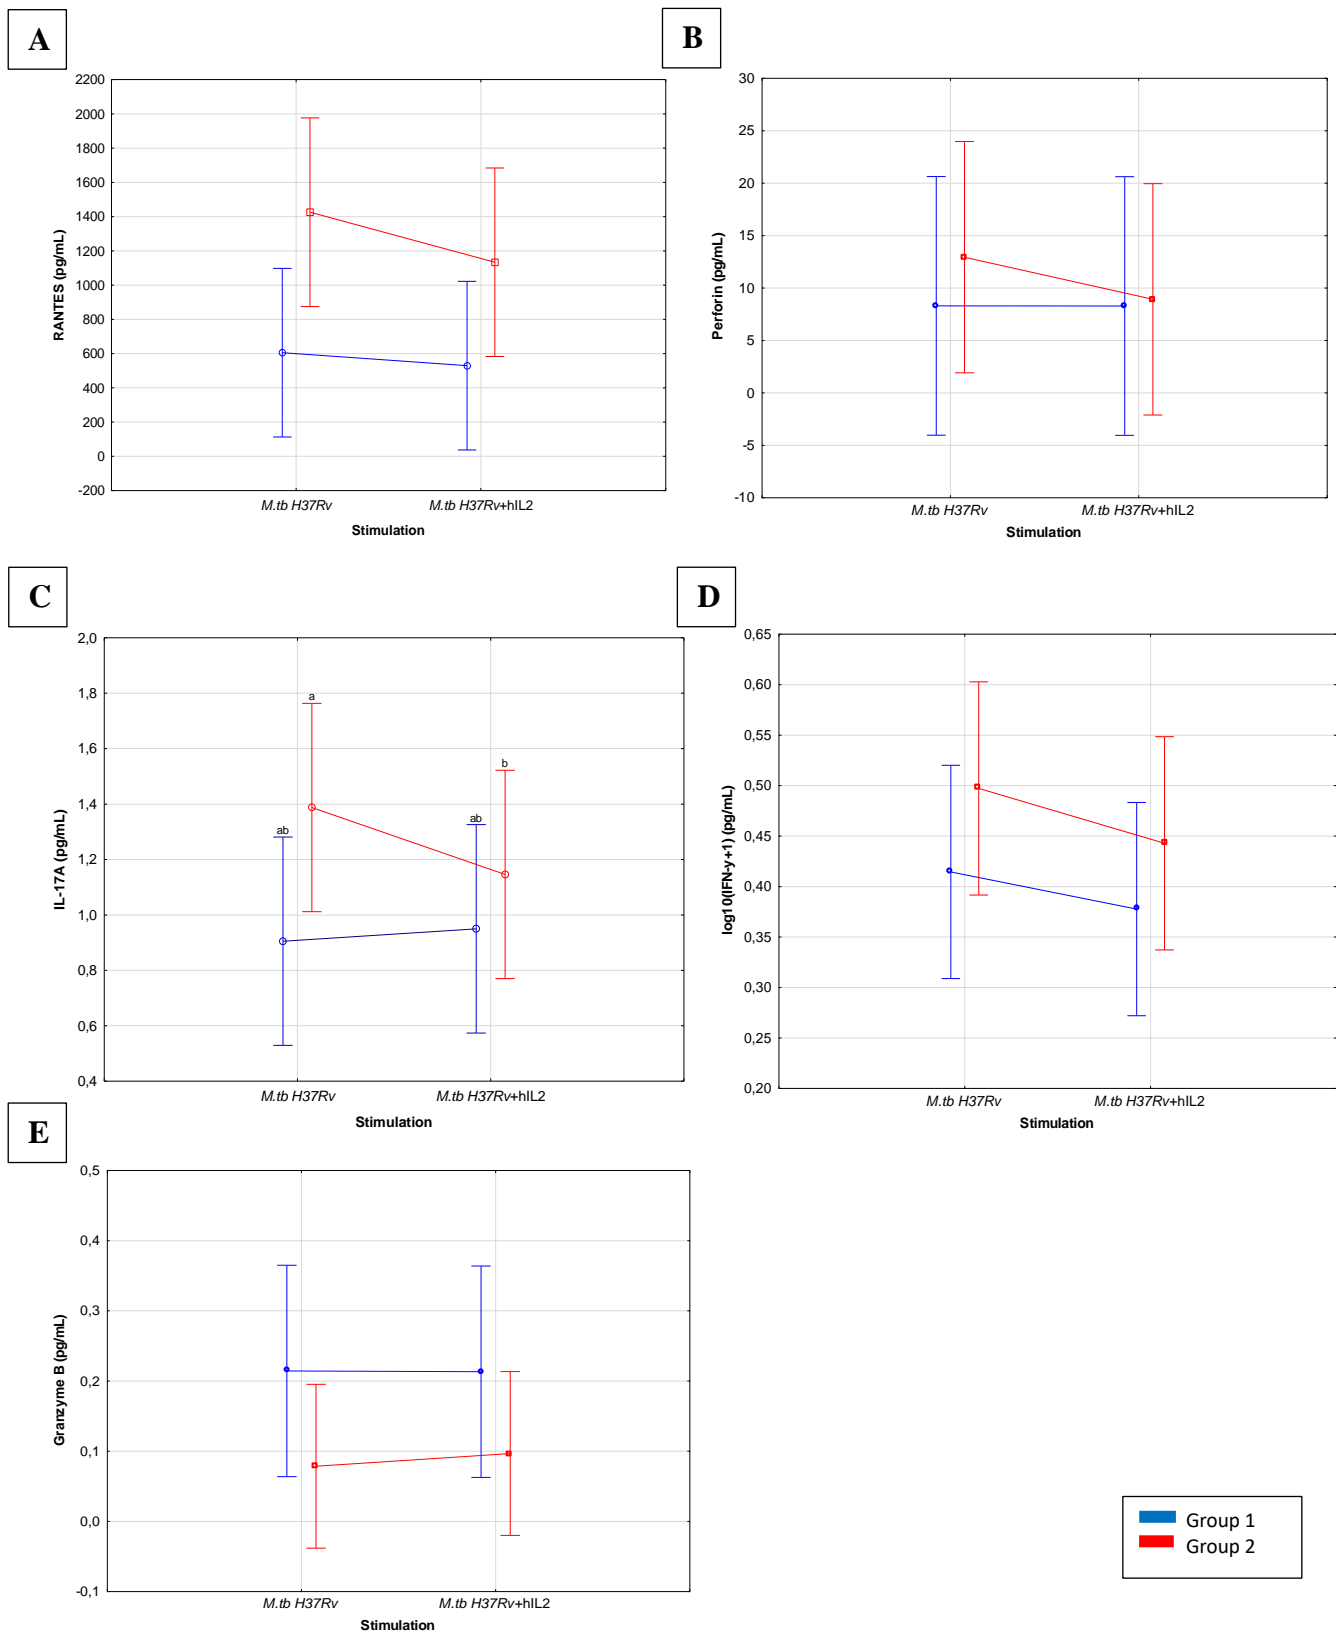 A
2200
2000
1800
1600
1400
1200
1000
800
600
400
200
0
-200
RANTES (pg/mL)
M.tb H37Rv
M.tb H37Rv+hIL2
Stimulation
B
30
25
20
15
10
5
0
-5
-10
Perforin (pg/mL)
M.tb H37Rv
M.tb H37Rv+hIL2
Stimulation
C
2,0
1,8
1,6
1,4
1,2
1,0
0,8
0,6
0,4
IL-17A (pg/mL)
a
b
ab
ab
M.tb H37Rv
M.tb H37Rv+hIL2
Stimulation
D
0,65
0,60
0,55
0,50
0,45
0,40
0,35
0,30
0,25
0,20
log10(IFN-y+1) (pg/mL)
M.tb H37Rv
M.tb H37Rv+hIL2
Stimulation
E
0,5
0,4
0,3
0,2
0,1
0,0
-0,1
Granzyme B (pg/mL)
M.tb H37Rv
M.tb H37Rv+hIL2
Stimulation
Group 1
Group 2